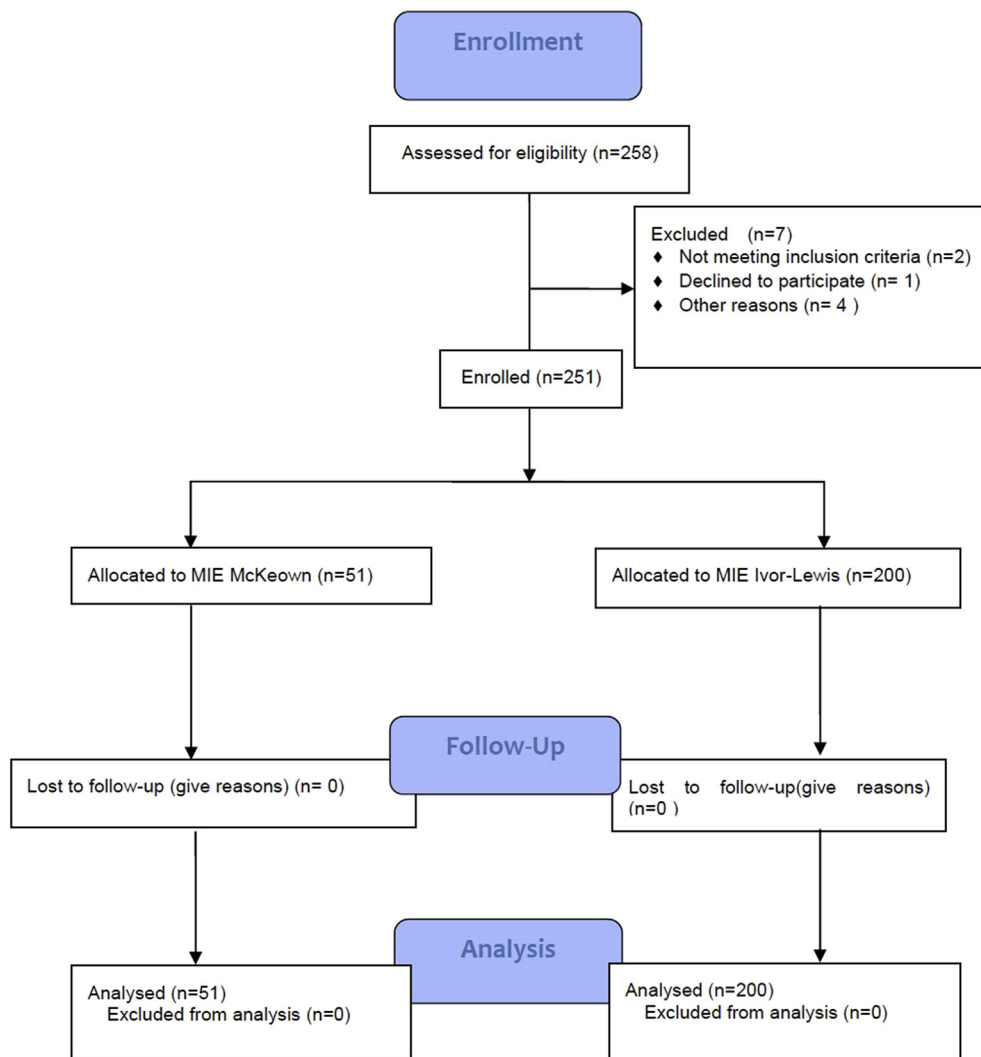 Enrollment
Assessed for eligibility (n=258)
Excluded (n=7)
♦ Not meeting inclusion criteria (n=2)
♦ Declined to participate (n= 1)
♦ Other reasons (n= 4 )
Enrolled (n=251)
Allocated to MIE McKeown (n=51)
Allocated to MIE Ivor-Lewis (n=200)
Follow-Up
Lost to follow-up (give reasons) (n= 0)
Lost to follow-up(give reasons)
(n=0 )
Analysis
Analysed (n=51)
Excluded from analysis (n=0)
Analysed (n=200)
Excluded from analysis (n=0)